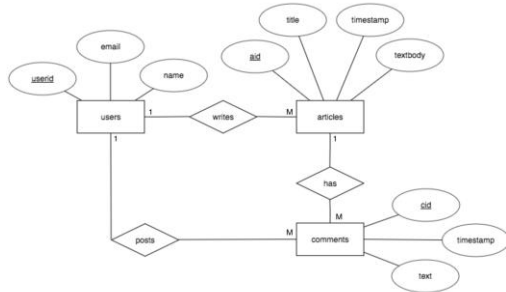 title
timestamp
email
aid
textbody
userid
name
users
1
writes
M
articles
1
1
has
M
cid
posts
M
comments
timestamp
text